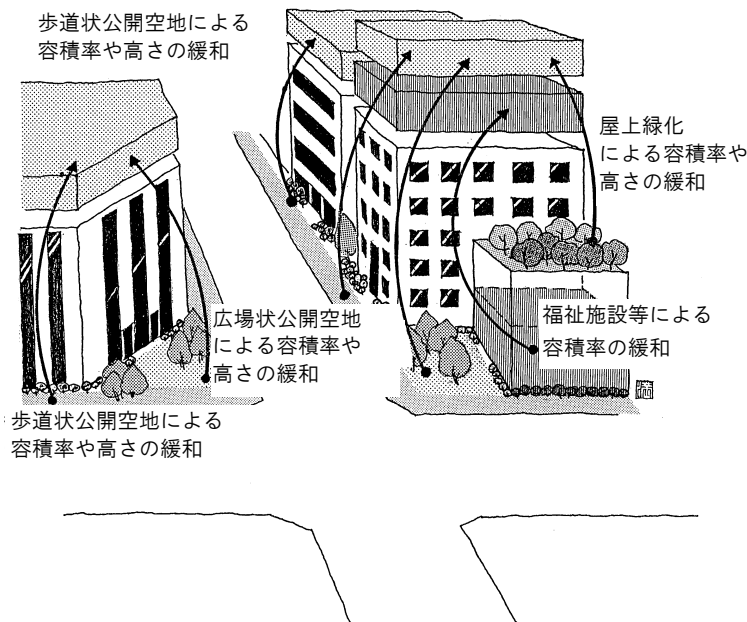 歩道状公開空地による
容積率や高さの緩和
屋上緑化
による容積率や
高さの緩和
広場状公開空地
による容積率や
高さの緩和
福祉施設等による
容積率の緩和
歩道状公開空地による
容積率や高さの緩和